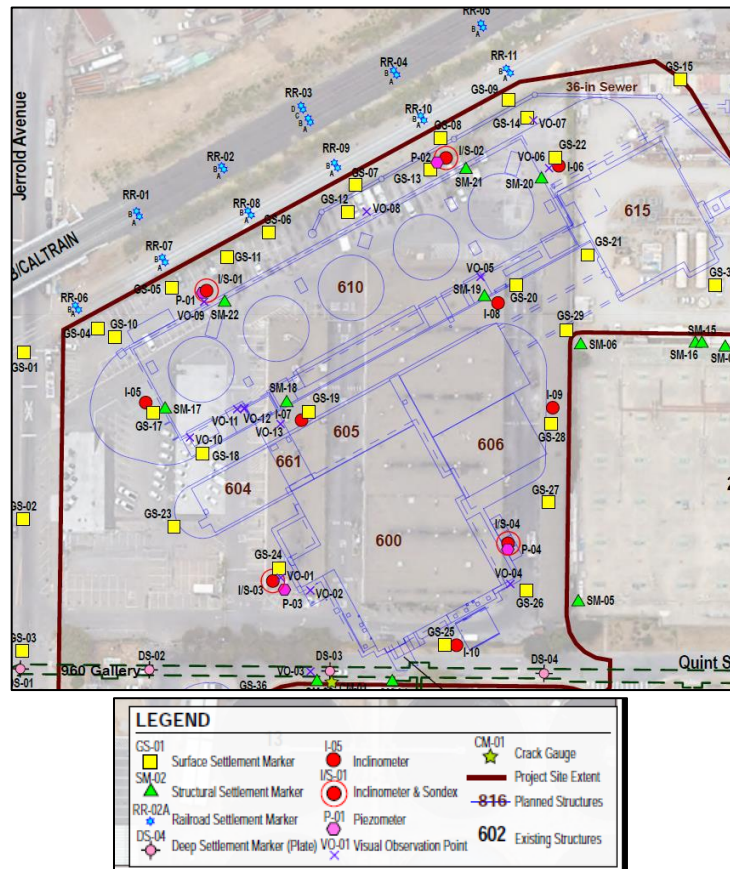 RR-05
B
A
RR-04
B
A
RR-11
B
A
GS-15
36-in Sewer
GS-09
RR-03
D
C
B
A
RR-10
B
A
GS-14
VO-07
Jerrold Avenue
GS-08
P-02
I/S-02
GS-22
RR-02
B
A
RR-09
B
A
GS-13
VO-06
I-06
SM-21
SM-20
GS-07
RR-01
B
A
RR-08
B
A
GS-12
VO-08
615
B/CALTRAIN
GS-06
RR-07
B
A
GS-11
GS-21
GS-05
I/S-01
610
VO-05
P-01
VO-09
SM-22
SM-19
GS-20
I-08
GS-3
RR-06
B
A
GS-04
GS-10
GS-29
SM-15
SM-06
SM-16
GS-01
I-05
SM-17
GS-17
SM-18
GS-19
I-07
I-09
VO-11
VO-12
VO-13
605
GS-28
VO-10
GS-18
661
606
604
GS-27
GS-02
GS-23
I/S-04
P-04
600
GS-24
VO-01
I/S-03
P-03
VO-02
VO-04
GS-26
SM-05
GS-03
GS-25
I-10
DS-02
DS-03
DS-04
Quint S
960 Gallery
VO-03
GS-36
LEGEND
GS-01
Surface Settlement Marker
SM-02
Structural Settlement Marker
RR-02A
Railroad Settlement Marker
DS-04
Deep Settlement Marker (Plate)
I-05
Inclinometer
I/S-01
Inclinometer & Sondex
P-01
Piezometer
VO-01
Visual Observation Point
CM-01
Crack Gauge
Project Site Extent
816 Planned Structures
602 Existing Structures